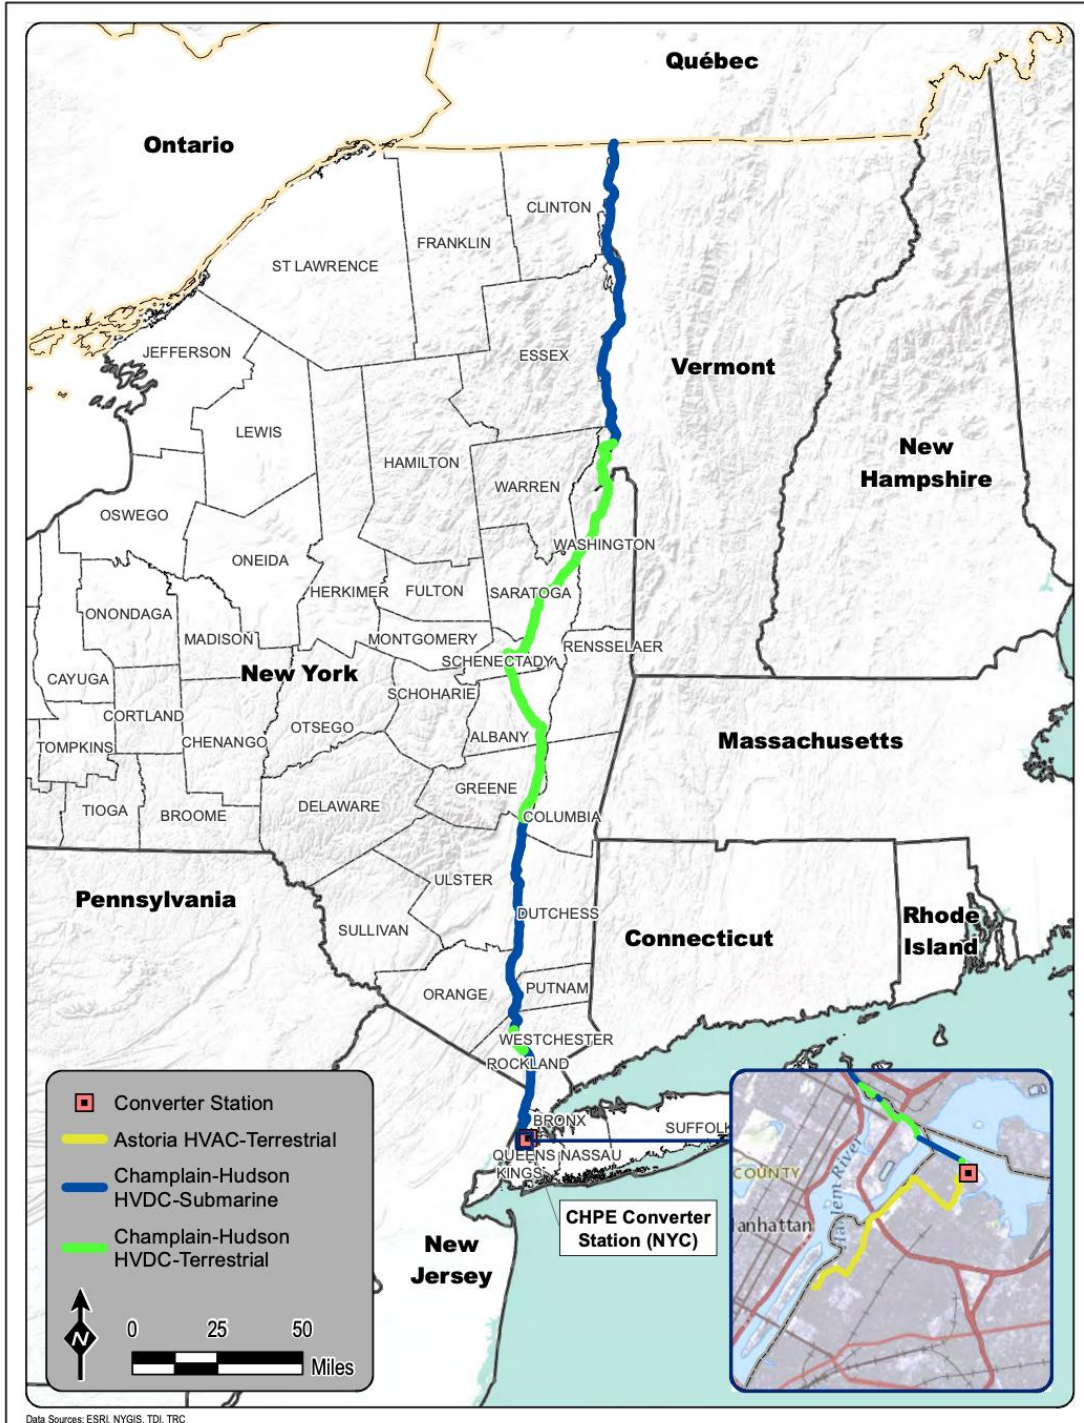 Québec
Ontario
CLINTON
FRANKLIN
ST LAWRENCE
JEFFERSON
ESSEX
Vermont
LEWIS
New
Hampshire
HAMILTON
WARREN
OSWEGO
WASHINGTON
ONEIDA
HERKIMER
FULTON
SARATOGA
ONONDAGA
MADISON
MONTGOMERY
RENSSELAER
SCHENECTADY
New York
CAYUGA
SCHOHARIE
CORTLAND
OTSEGO
ALBANY
CHENANGO
TOMPKINS
Massachusetts
GREENE
DELAWARE
TIOGA
BROOME
COLUMBIA
ULSTER
Pennsylvania
DUTCHESS
Rhode
Island
SULLIVAN
Connecticut
PUTNAM
ORANGE
WESTCHESTER
ROCKLAND
BRONX
SUFFOLK
QUEENS
NASSAU
KINGS
CHPE Converter
Station (NYC)
New
Jersey
COUNTY
Harlem River
anhattan
Converter Station
Astoria HVAC-Terrestrial
Champlain-Hudson
HVDC-Submarine
Champlain-Hudson
HVDC-Terrestrial
N
0 25 50
Miles
Data Sources: ESRI, NYGIS, TDI, TRC